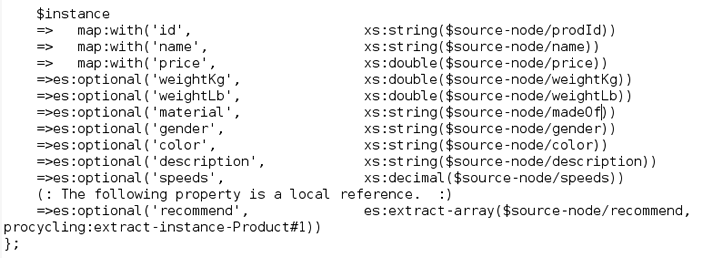 $instance
=>   map:with('id',                     xs:string($source-node/prodId))
=>   map:with('name',                   xs:string($source-node/name))
=>   map:with('price',                  xs:double($source-node/price))
=>es:optional('weightKg',               xs:double($source-node/weightKg))
=>es:optional('weightLb',               xs:double($source-node/weightLb))
=>es:optional('material',               xs:string($source-node/madeOf))
=>es:optional('gender',                 xs:string($source-node/gender))
=>es:optional('color',                  xs:string($source-node/color))
=>es:optional('description',            xs:string($source-node/description))
=>es:optional('speeds',                 xs:decimal($source-node/speeds))
(: The following property is a local reference.  :)
=>es:optional('recommend',              es:extract-array($source-node/recommend,
procycling:extract-instance-Product#1))
};